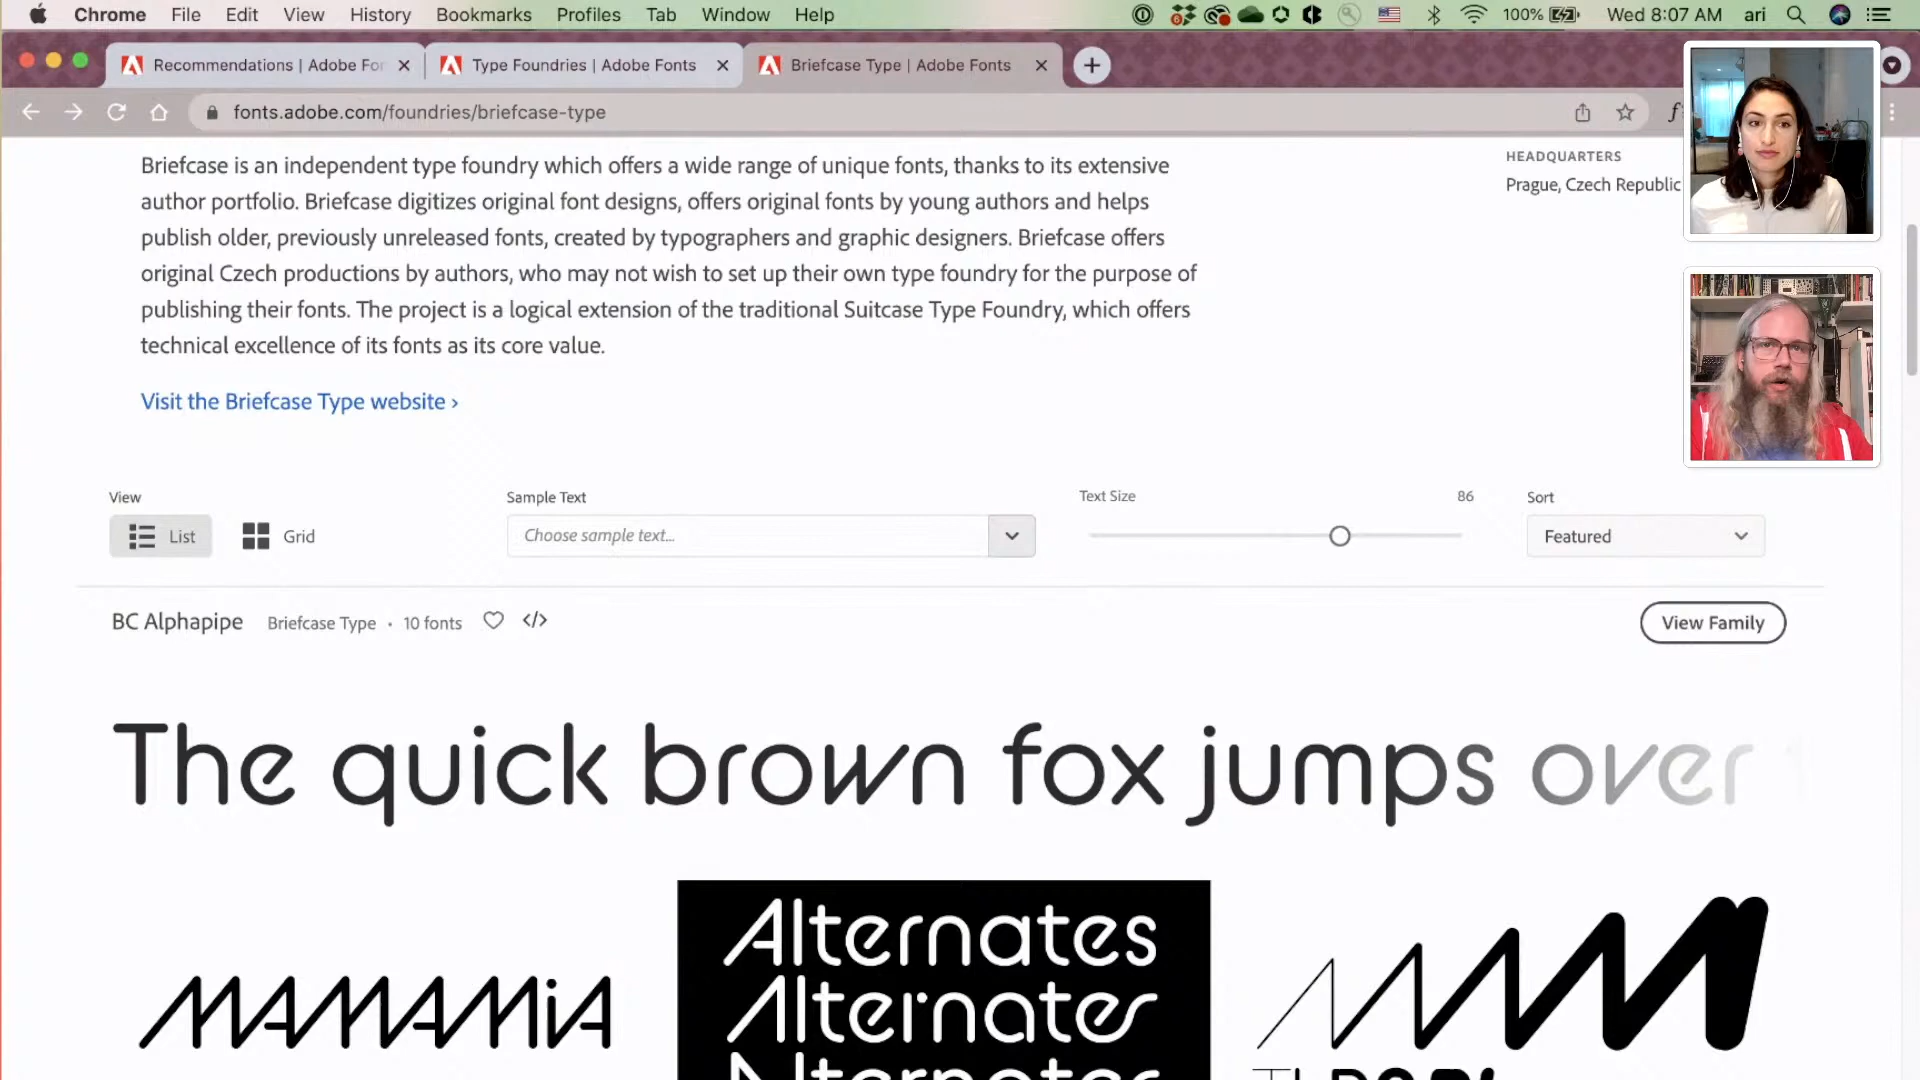 Chrome File Edit View History Bookmarks Profiles Tab Window Help 100% Wed 8:07 AM ari
Recommendations | Adobe For Type Foundries | Adobe Fonts Briefcase Type | Adobe Fonts
fonts.adobe.com/foundries/briefcase-type
Briefcase is an independent type foundry which offers a wide range of unique fonts, thanks to its extensive
author portfolio. Briefcase digitizes original font designs, offers original fonts by young authors and helps
publish older, previously unreleased fonts, created by typographers and graphic designers. Briefcase offers
original Czech productions by authors, who may not wish to set up their own type foundry for the purpose of
publishing their fonts. The project is a logical extension of the traditional Suitcase Type Foundry, which offers
technical excellence of its fonts as its core value.
HEADQUARTERS
Prague, Czech Republic
Visit the Briefcase Type website ›
View Sample Text Text Size 86 Sort
List Grid Choose sample text... Featured
BC Alphapipe Briefcase Type • 10 fonts </> View Family
The quick brown fox jumps over
MAMAMiA
Alternates
Alternates
Alternates